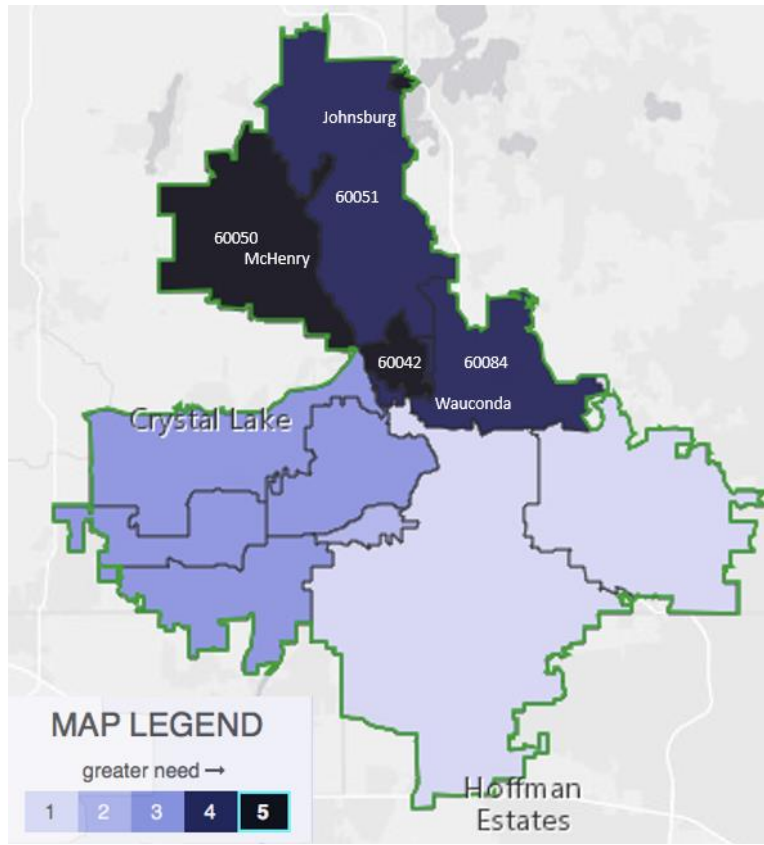 Johnsburg
60051
60050
McHenry
60042
60084
Wauconda
Crystal Lake
MAP LEGEND
greater need →
1 2 3 4 5
Hoffman
Estates